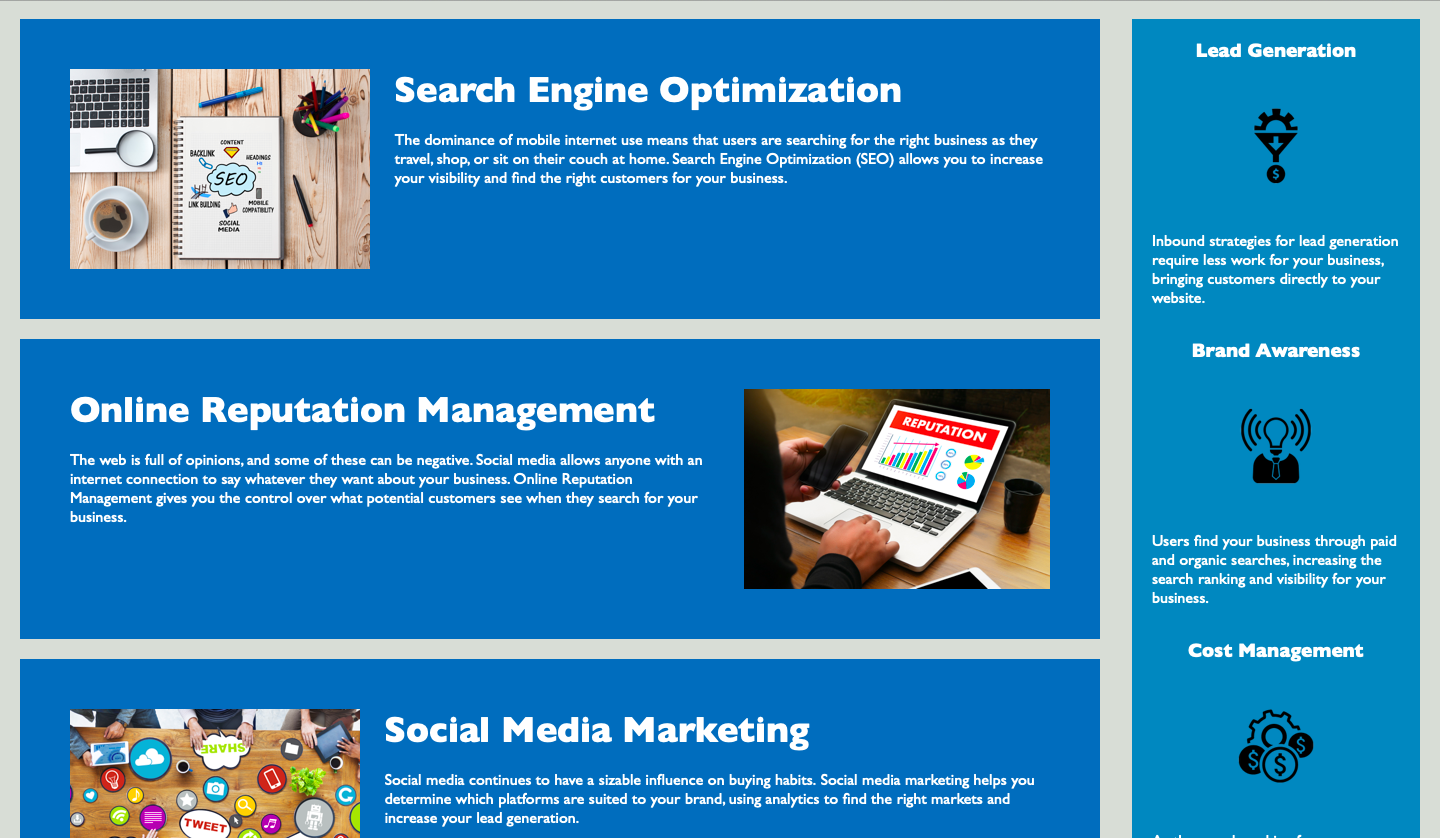 Search Engine Optimization
The dominance of mobile internet use means that users are searching for the right business as they
travel, shop, or sit on their couch at home. Search Engine Optimization (SEO) allows you to increase
your visibility and find the right customers for your business.
CONTENT
BACKLINK
HEADINGS
SEO
LINK BUILDING
MOBILE
COMPATIBILITY
SOCIAL
MEDIA
Online Reputation Management
The web is full of opinions, and some of these can be negative. Social media allows anyone with an
internet connection to say whatever they want about your business. Online Reputation
Management gives you the control over what potential customers see when they search for your
business.
REPUTATION
Social Media Marketing
Social media continues to have a sizable influence on buying habits. Social media marketing helps you
determine which platforms are suited to your brand, using analytics to find the right markets and
increase your lead generation.
SHARE
TWEET
Lead Generation
Inbound strategies for lead generation
require less work for your business,
bringing customers directly to your
website.
Brand Awareness
Users find your business through paid
and organic searches, increasing the
search ranking and visibility for your
business.
Cost Management